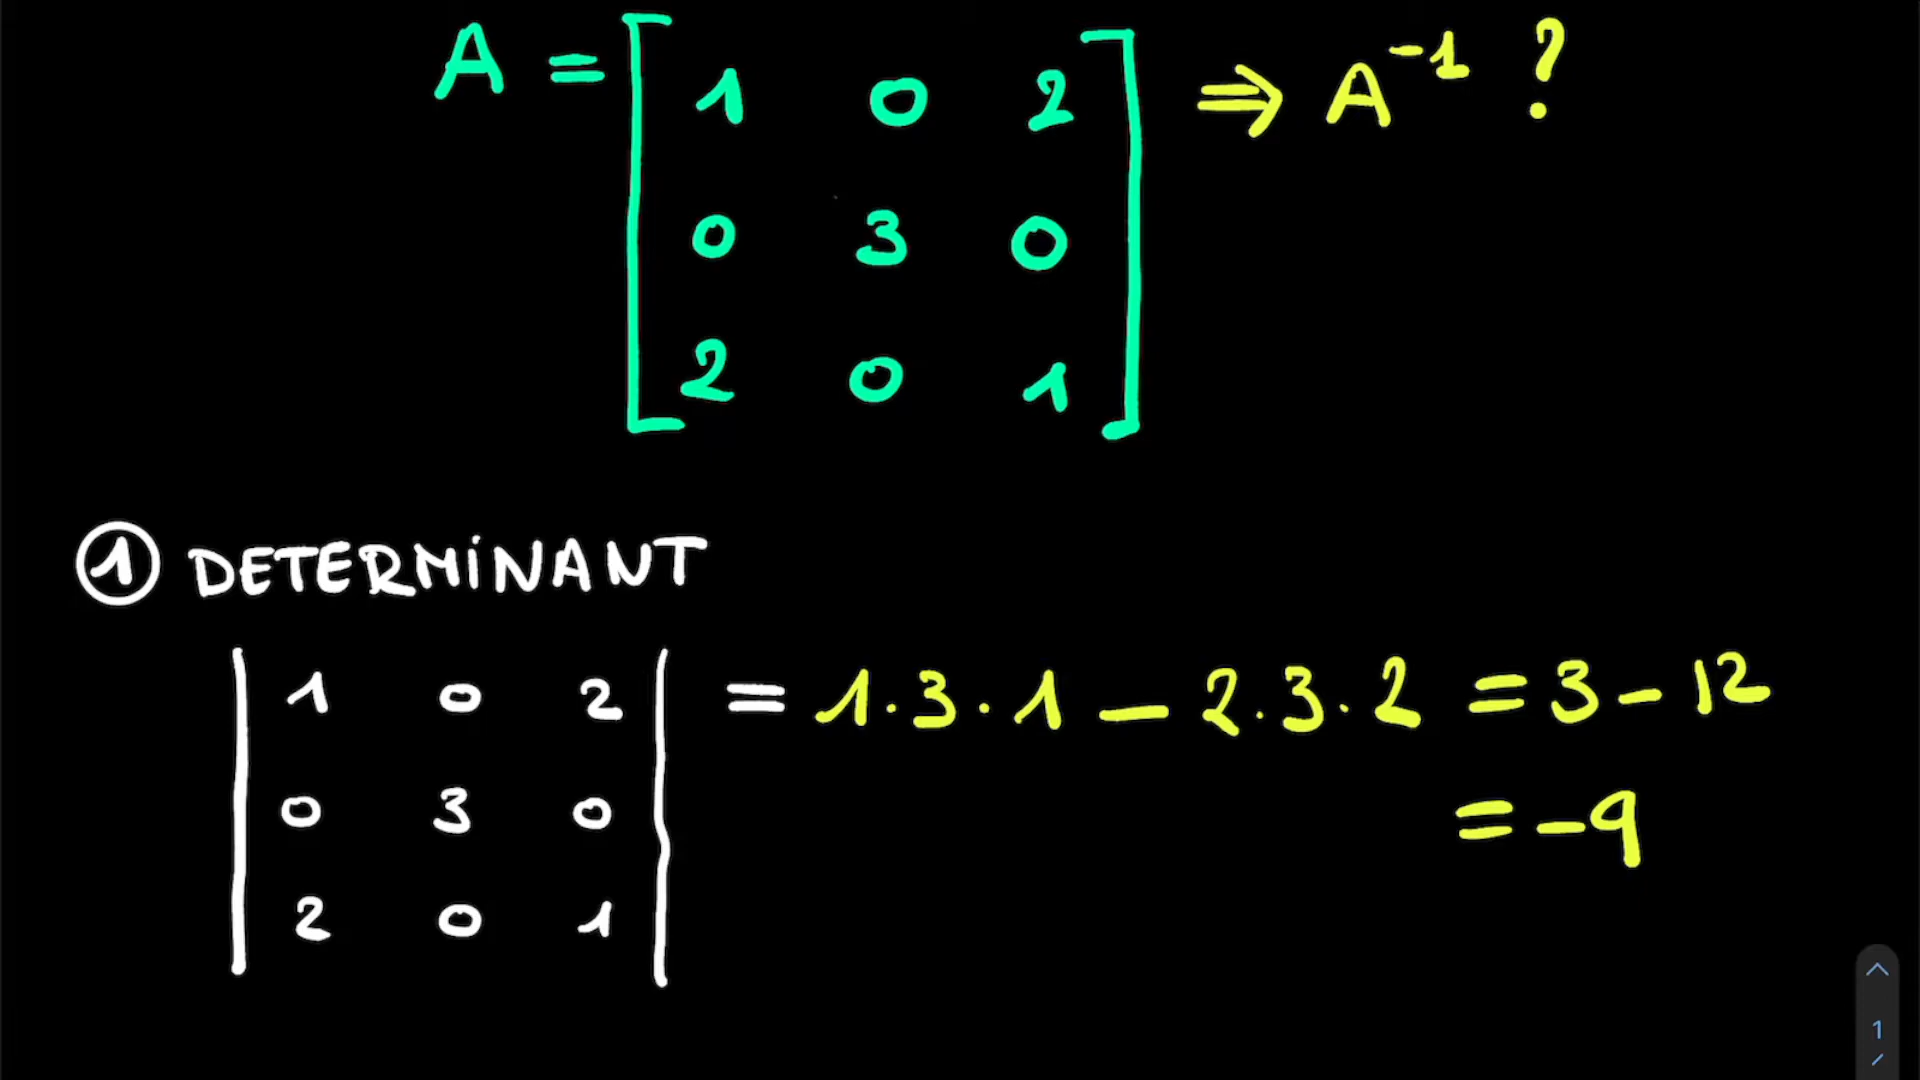 A = [ 1 0 2 ⇒ A⁻¹ ?
0 3 0
2 0 1 ]
① DETERMINANT
| 1 0 2 | = 1·3·1 − 2·3·2 = 3 − 12
0 3 0 = −9
2 0 1
1